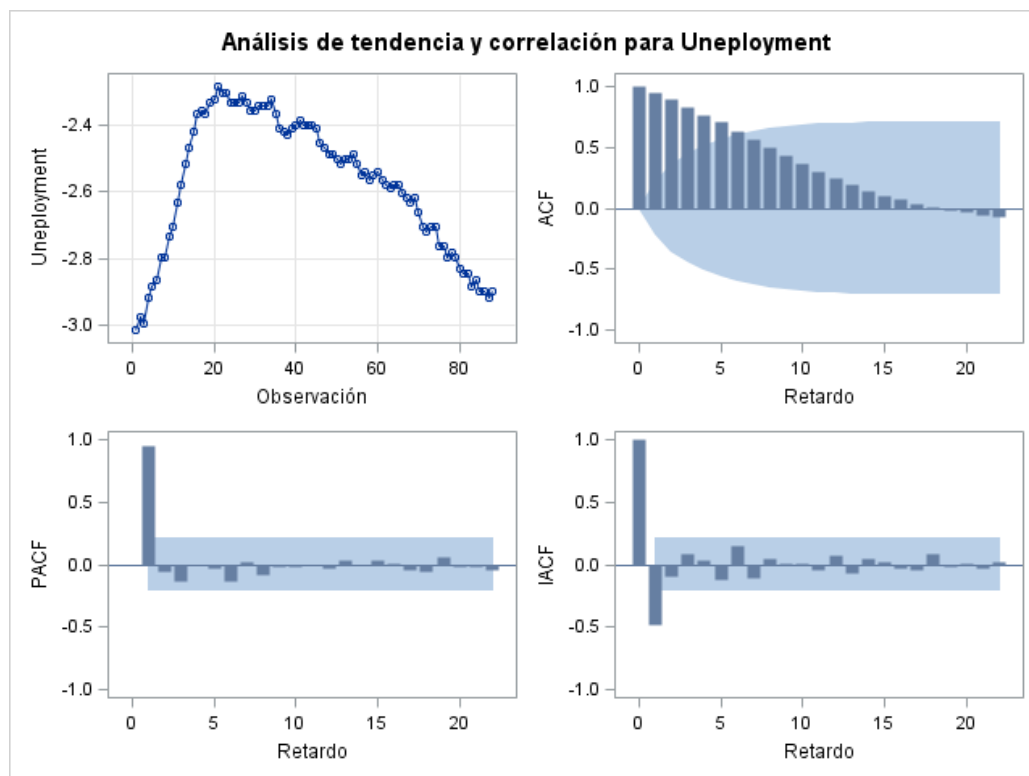 Análisis de tendencia y correlación para Uneployment
Uneployment
-2.4
-2.6
-2.8
-3.0
0 20 40 60 80
Observación
ACF
1.0
0.5
0.0
-0.5
-1.0
0 5 10 15 20
Retardo
PACF
1.0
0.5
0.0
-0.5
-1.0
0 5 10 15 20
Retardo
IACF
1.0
0.5
0.0
-0.5
-1.0
0 5 10 15 20
Retardo